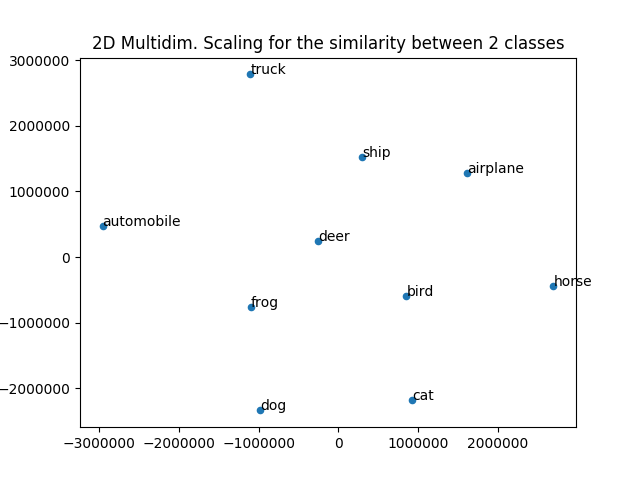 2D Multidim. Scaling for the similarity between 2 classes
3000000
truck
2000000
ship
airplane
1000000
automobile
deer
0
horse
bird
frog
−1000000
cat
−2000000
dog
−3000000 −2000000 −1000000 0 1000000 2000000